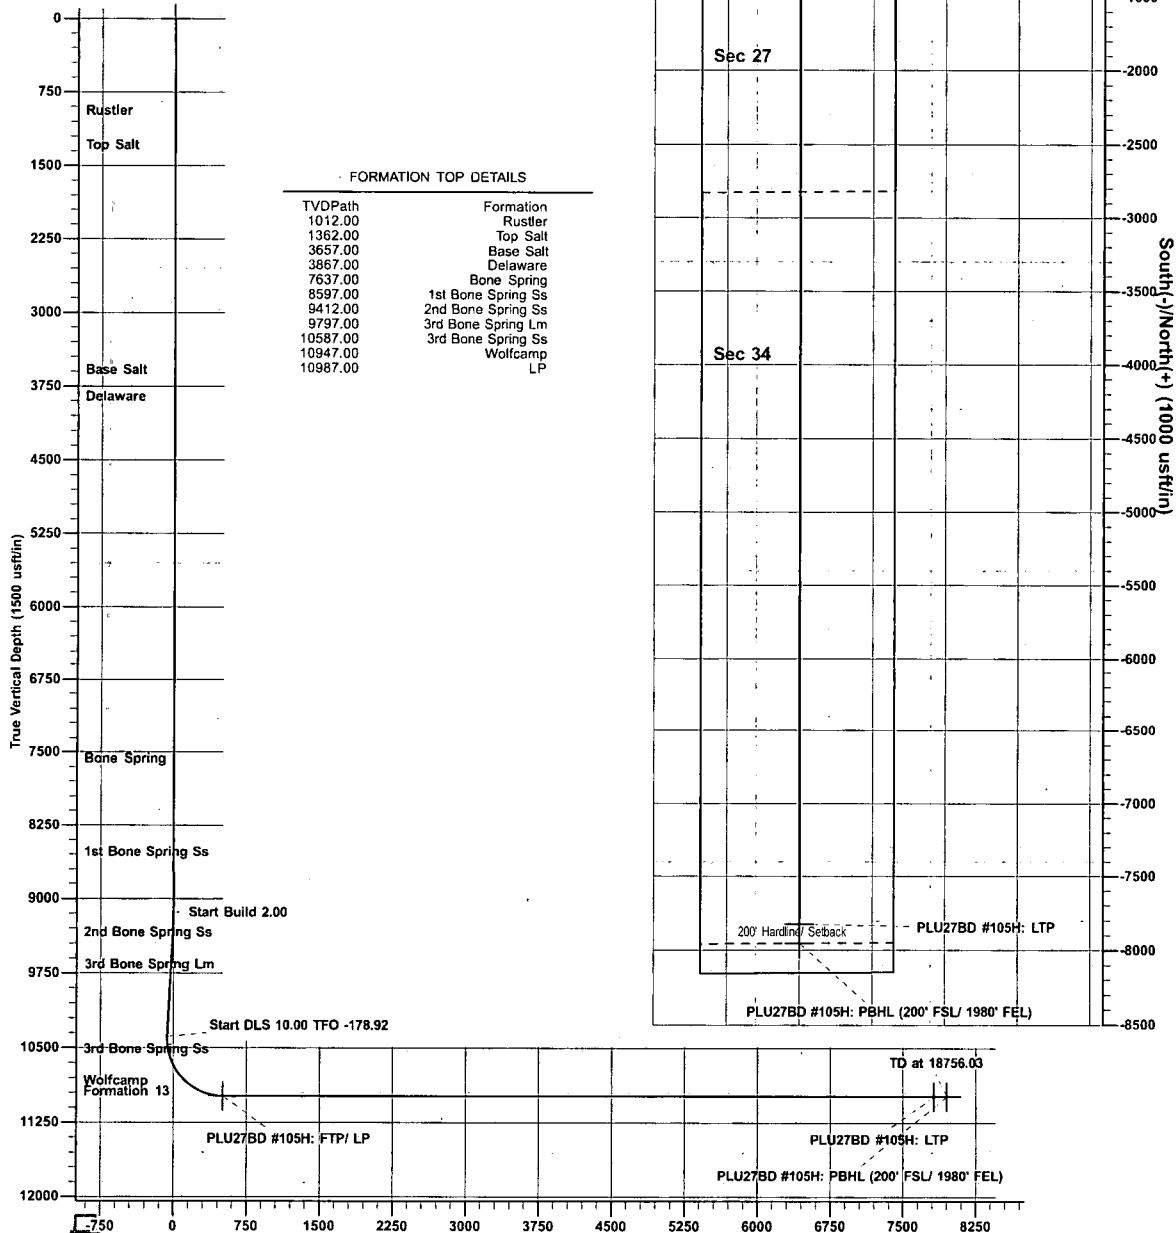 0
750
Rustler
Top Salt
1500
2250
3000
Base Salt
3750
Delaware
4500
5250
6000
6750
7500
Bone Spring
8250
1st Bone Spring Ss
9000
Start Build 2.00
2nd Bone Spring Ss
3rd Bone Spring Lm
9750
Start DLS 10.00 TFO -178.92
10500
3rd Bone Spring Ss
Wolfcamp
Formation 13
11250
12000
True Vertical Depth (1500 usft/in)
FORMATION TOP DETAILS
TVDPath Formation
1012.00 Rustler
1362.00 Top Salt
3657.00 Base Salt
3867.00 Delaware
7637.00 Bone Spring
8597.00 1st Bone Spring Ss
9412.00 2nd Bone Spring Ss
9797.00 3rd Bone Spring Lm
10587.00 3rd Bone Spring Ss
10947.00 Wolfcamp
10987.00 LP
Sec 27
Sec 34
-2000
-2500
-3000
-3500
-4000
-4500
-5000
-5500
-6000
-6500
-7000
-7500
-8000
-8500
South(-)/North(+) (1000 usft/in)
200' Hardline/ Setback
PLU27BD #105H: LTP
PLU27BD #105H: PBHL (200' FSL/ 1980' FEL)
TD at 18756.03
PLU27BD #105H: FTP/ LP
PLU27BD #105H: LTP
PLU27BD #105H: PBHL (200' FSL/ 1980' FEL)
-750 0 750 1500 2250 3000 3750 4500 5250 6000 6750 7500 8250